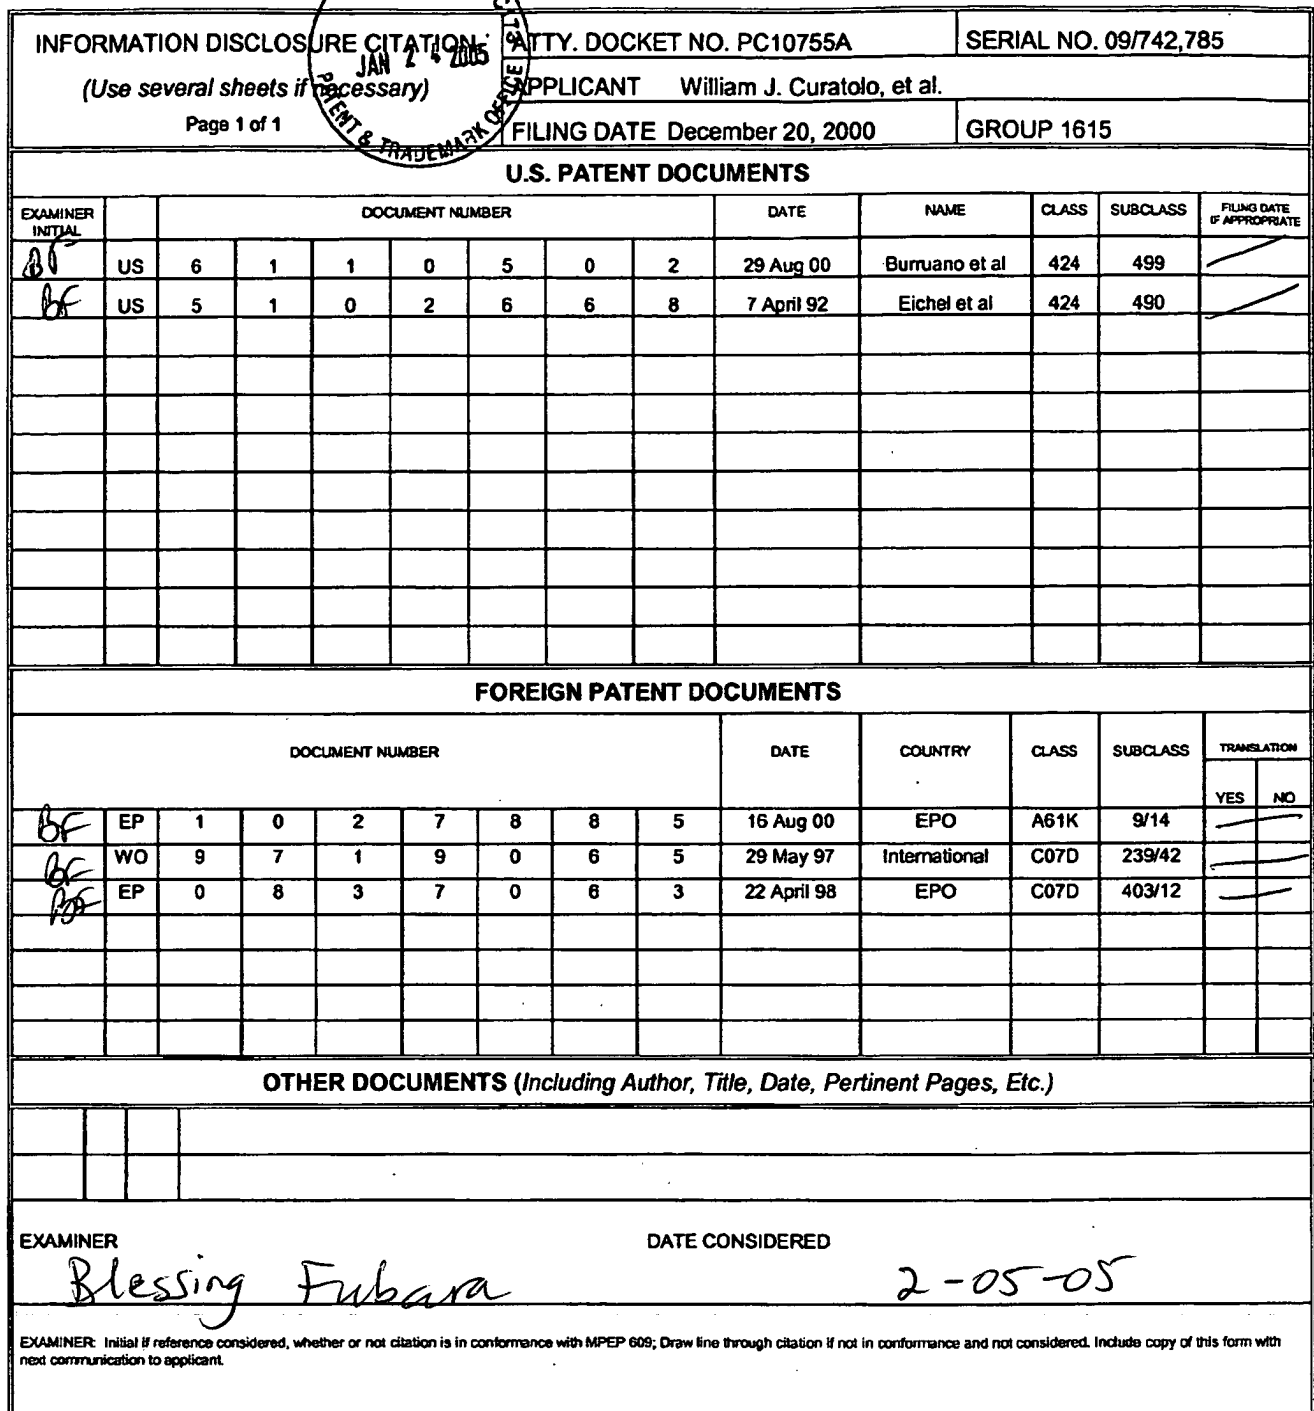 INFORMATION DISCLOSURE CITATION
(Use several sheets if necessary)
Page 1 of 1
JAN 24 2005
PATENT & TRADEMARK OFFICE
ATTY. DOCKET NO. PC10755A
SERIAL NO. 09/742,785
APPLICANT William J. Curatolo, et al.
FILING DATE December 20, 2000
GROUP 1615
U.S. PATENT DOCUMENTS
EXAMINER INITIAL DOCUMENT NUMBER DATE NAME CLASS SUBCLASS FILING DATE IF APPROPRIATE
BF US 6 1 1 0 5 0 2 29 Aug 00 Burruano et al 424 499
BF US 5 1 0 2 6 6 8 7 April 92 Eichel et al 424 490
FOREIGN PATENT DOCUMENTS
DOCUMENT NUMBER DATE COUNTRY CLASS SUBCLASS TRANSLATION
YES NO
BF EP 1 0 2 7 8 8 5 16 Aug 00 EPO A61K 9/14
BF WO 9 7 1 9 0 6 5 29 May 97 International C07D 239/42
BF EP 0 8 3 7 0 6 3 22 April 98 EPO C07D 403/12
OTHER DOCUMENTS (Including Author, Title, Date, Pertinent Pages, Etc.)
EXAMINER DATE CONSIDERED
Blessing Fubara 2-05-05
EXAMINER: Initial if reference considered, whether or not citation is in conformance with MPEP 609; Draw line through citation if not in conformance and not considered. Include copy of this form with
next communication to applicant.